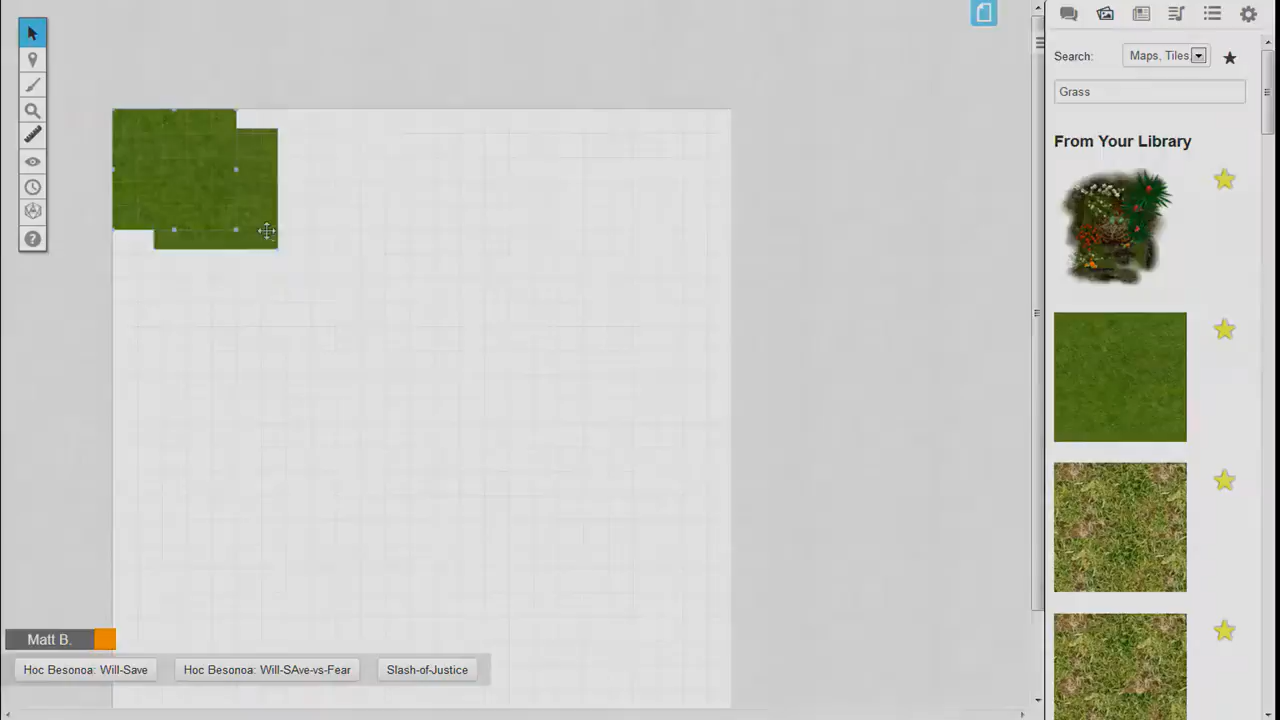 Search:
Maps, Tiles
Grass
From Your Library
Matt B.
Hoc Besonoa: Will-Save
Hoc Besonoa: Will-SAve-vs-Fear
Slash-of-Justice